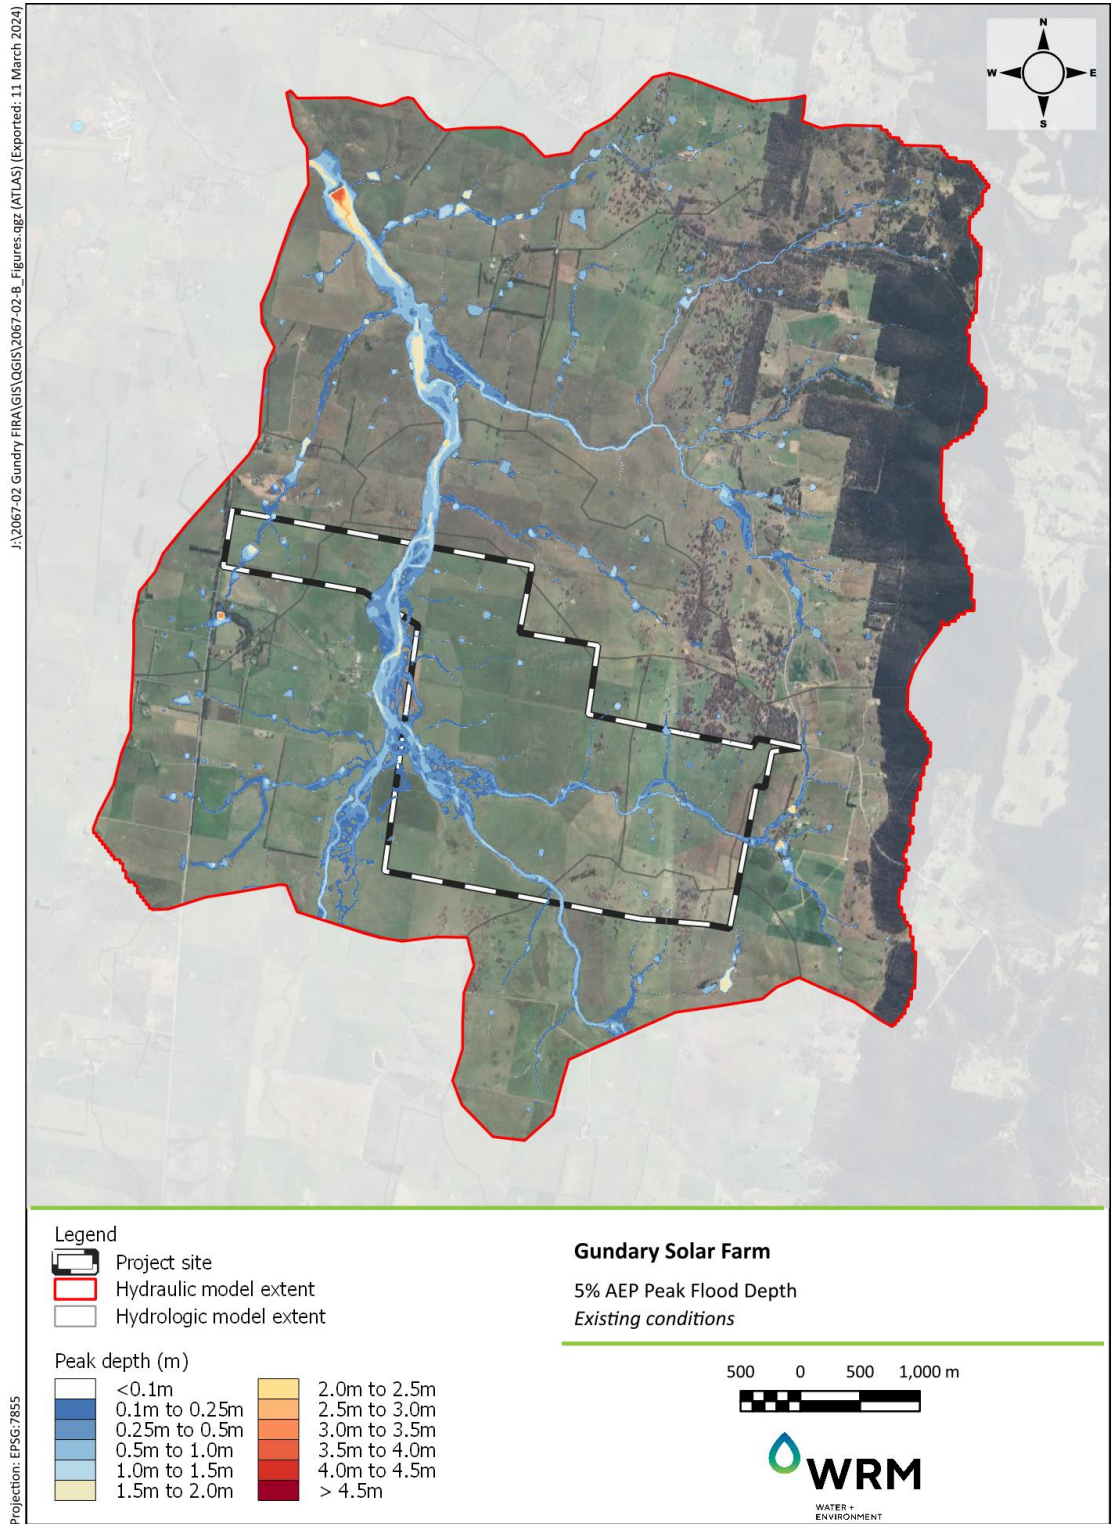 J:\2067-02 Gundry FIRA\GIS\QGIS\2067-02-B_Figures.qgz (ATLAS) (Exported: 11 March 2024)
N
W E
S
Legend
Project site
Hydraulic model extent
Hydrologic model extent
Peak depth (m)
<0.1m
0.1m to 0.25m
0.25m to 0.5m
0.5m to 1.0m
1.0m to 1.5m
1.5m to 2.0m
2.0m to 2.5m
2.5m to 3.0m
3.0m to 3.5m
3.5m to 4.0m
4.0m to 4.5m
> 4.5m
Gundary Solar Farm
5% AEP Peak Flood Depth
Existing conditions
500 0 500 1,000 m
WRM
WATER +
ENVIRONMENT
Projection: EPSG:7855